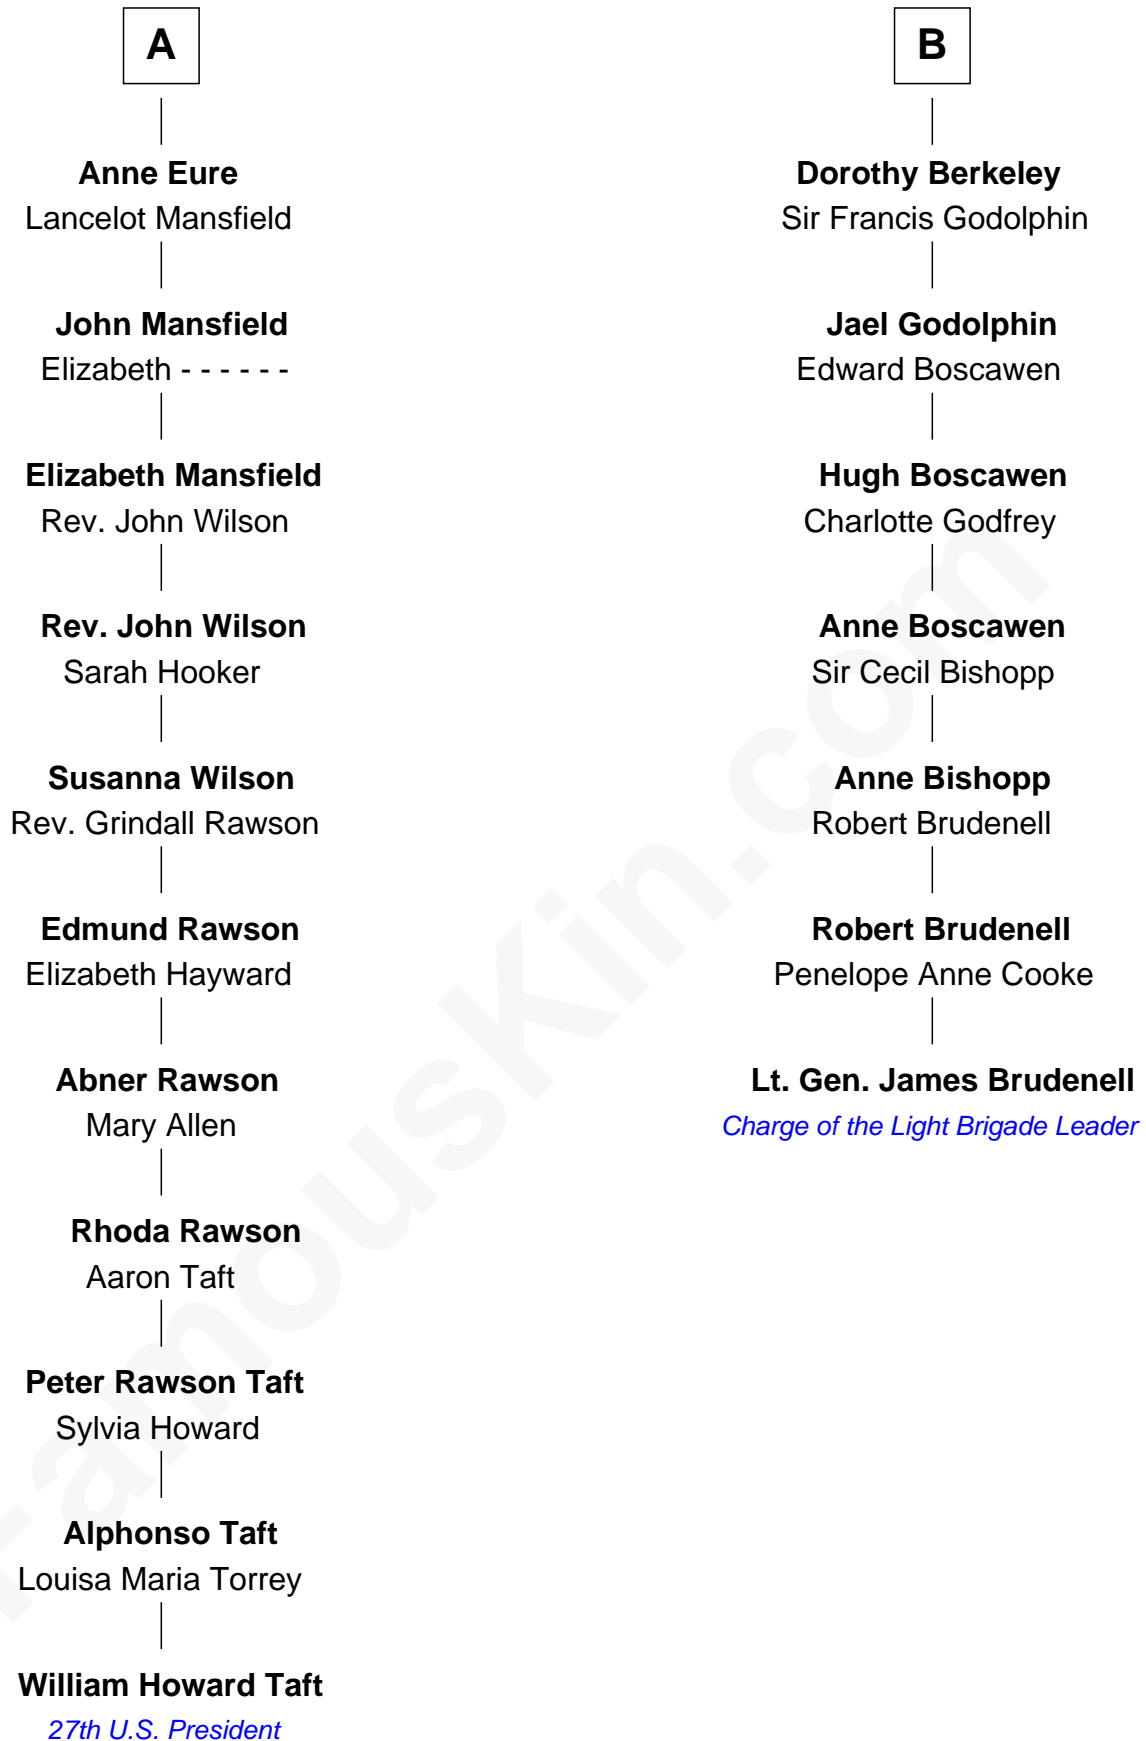 A
Anne Eure
Lancelot Mansfield
John Mansfield
Elizabeth - - - - - -
Elizabeth Mansfield
Rev. John Wilson
Rev. John Wilson
Sarah Hooker
Susanna Wilson
Rev. Grindall Rawson
Edmund Rawson
Elizabeth Hayward
Abner Rawson
Mary Allen
Rhoda Rawson
Aaron Taft
Peter Rawson Taft
Sylvia Howard
Alphonso Taft
Louisa Maria Torrey
William Howard Taft
27th U.S. President
B
Dorothy Berkeley
Sir Francis Godolphin
Jael Godolphin
Edward Boscawen
Hugh Boscawen
Charlotte Godfrey
Anne Boscawen
Sir Cecil Bishopp
Anne Bishopp
Robert Brudenell
Robert Brudenell
Penelope Anne Cooke
Lt. Gen. James Brudenell
Charge of the Light Brigade Leader
FamousKin.com